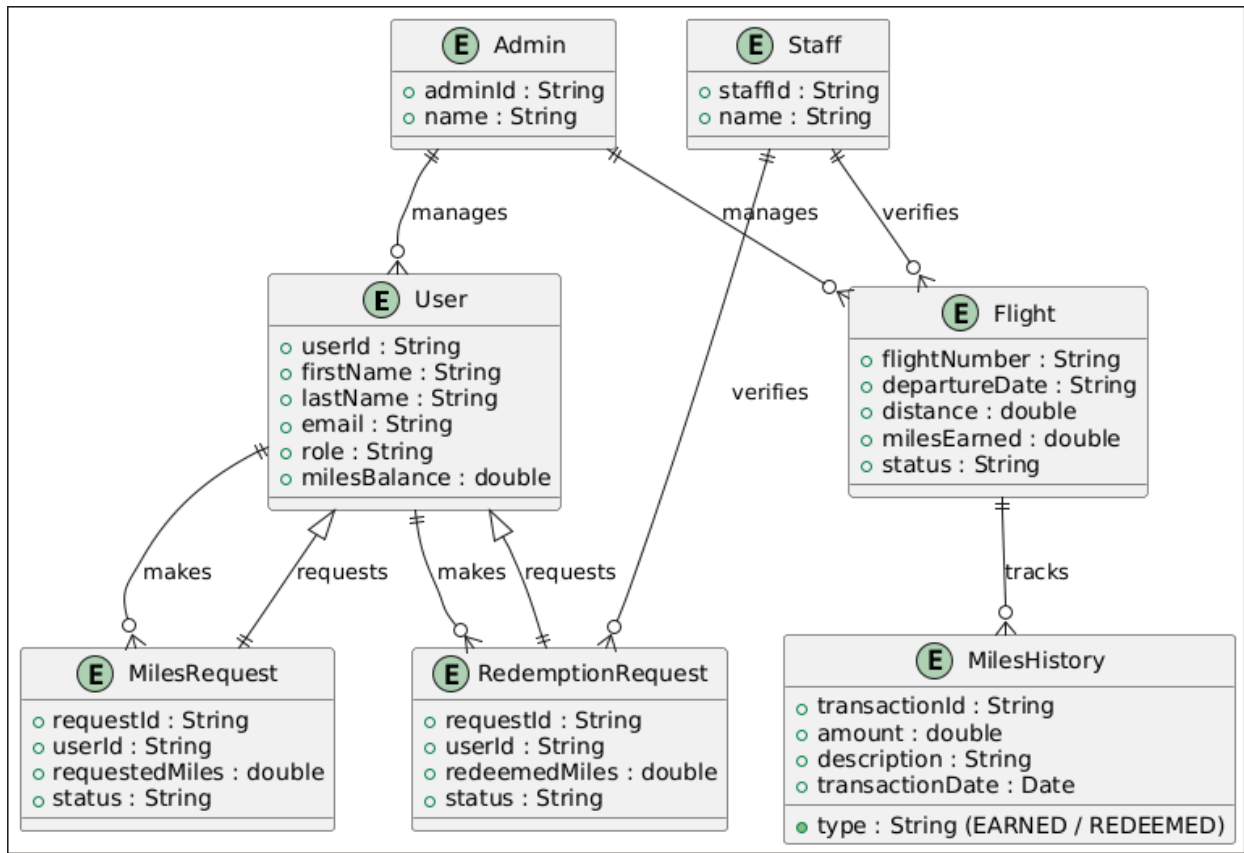 E Admin
adminId : String
name : String
E Staff
staffId : String
name : String
manages
manages
verifies
E User
userId : String
firstName : String
lastName : String
email : String
role : String
milesBalance : double
E Flight
flightNumber : String
departureDate : String
distance : double
milesEarned : double
status : String
verifies
makes
requests
makes
requests
tracks
E MilesRequest
requestId : String
userId : String
requestedMiles : double
status : String
E RedemptionRequest
requestId : String
userId : String
redeemedMiles : double
status : String
E MilesHistory
transactionId : String
amount : double
description : String
transactionDate : Date
type : String (EARNED / REDEEMED)